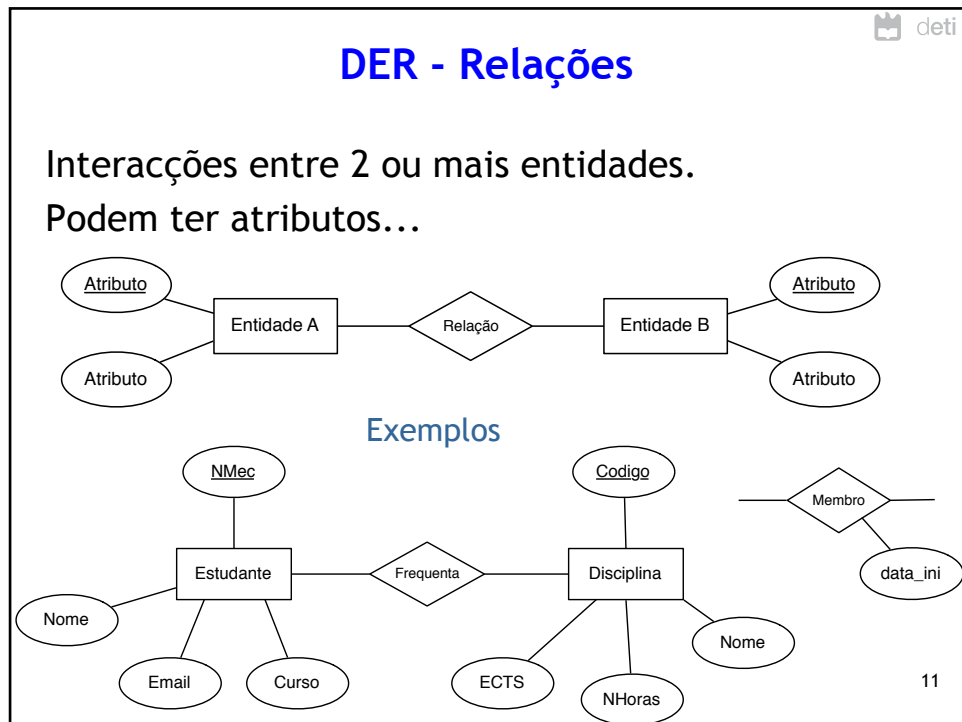 deti
DER - Relações
Interacções entre 2 ou mais entidades.
Podem ter atributos...
Atributo
Atributo
Entidade A
Relação
Entidade B
Atributo
Atributo
Exemplos
NMec
Codigo
Membro
Estudante
Frequenta
Disciplina
data_ini
Nome
Nome
Email
Curso
ECTS
NHoras
11